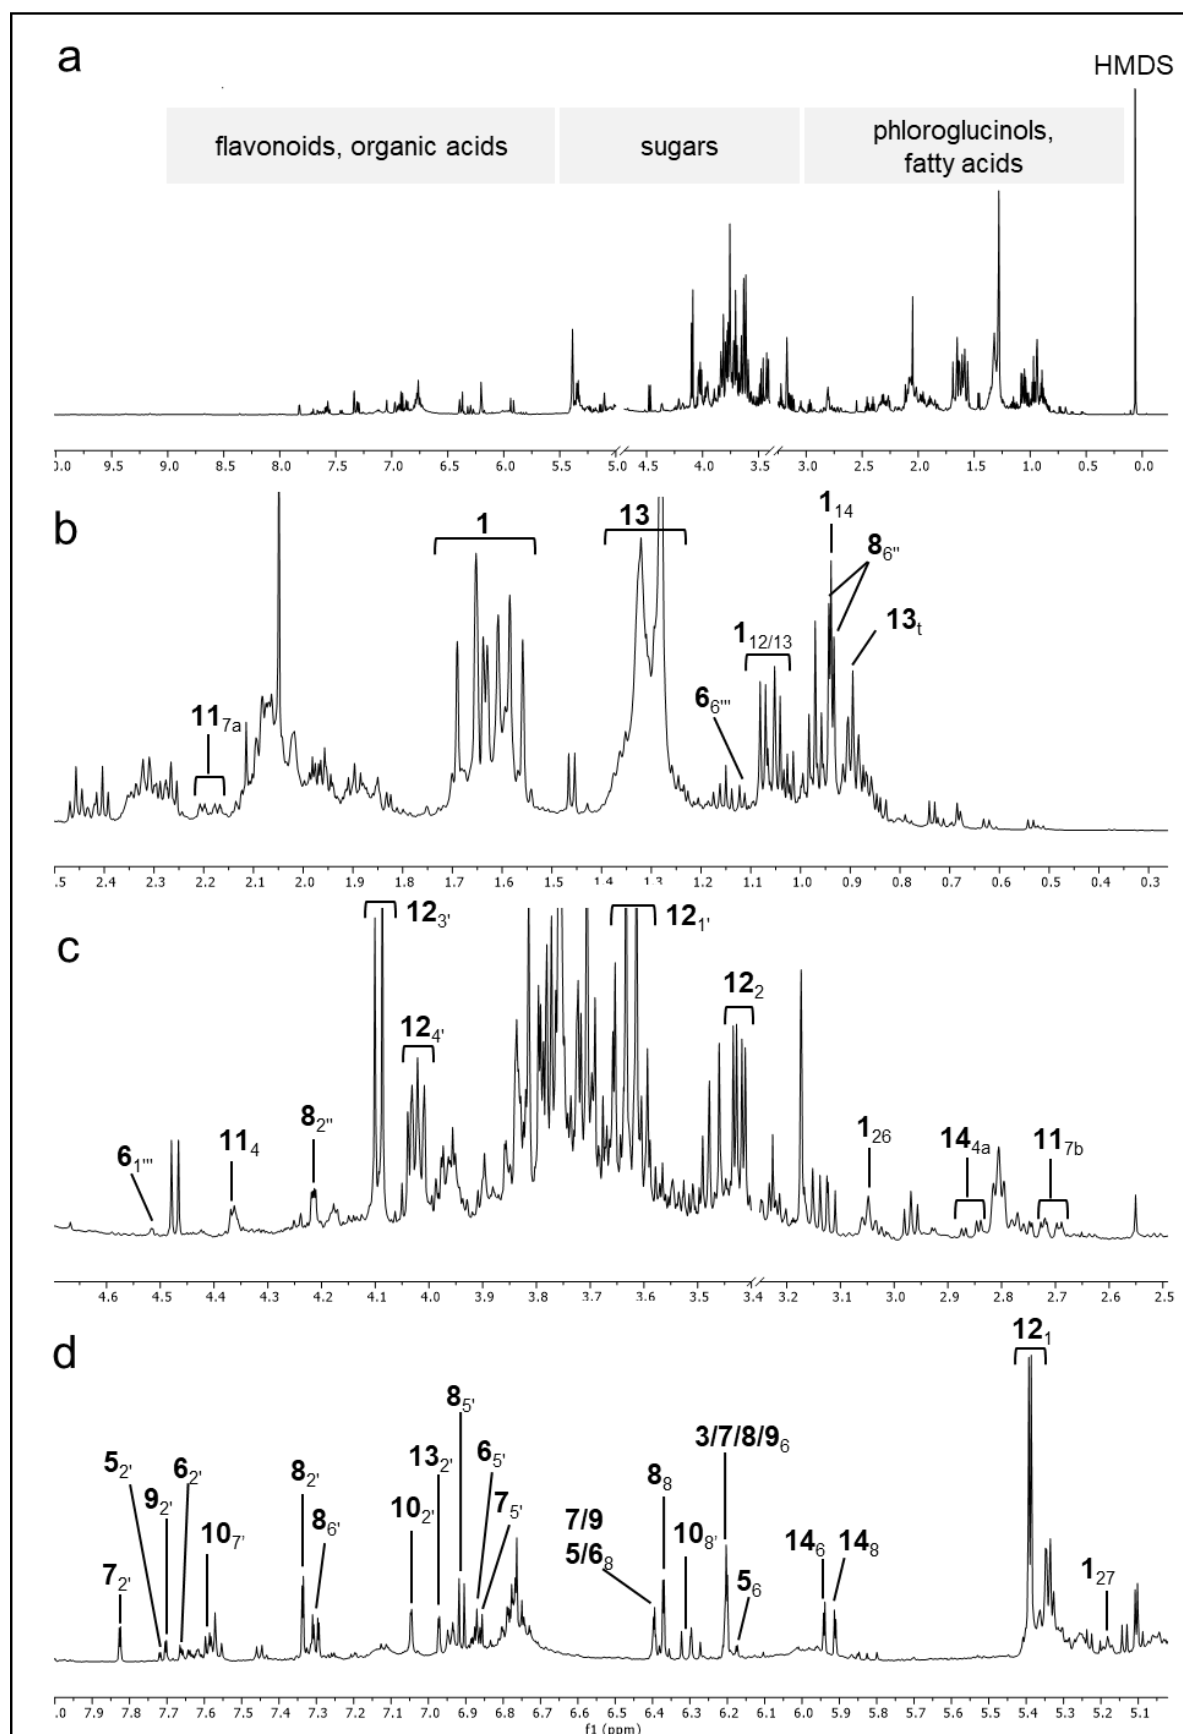 a
HMDS
flavonoids, organic acids
sugars
phloroglucinols,
fatty acids
0.0 9.5 9.0 8.5 8.0 7.5 7.0 6.5 6.0 5.5 5.0 4.5 4.0 3.5 3.0 2.5 2.0 1.5 1.0 0.5 0.0
b
1
13
1₁₄
8₆''
13ₜ
1₁₂/₁₃
6₆'''
11₇ₐ
.5 2.4 2.3 2.2 2.1 2.0 1.9 1.8 1.7 1.6 1.5 1.4 1.3 1.2 1.1 1.0 0.9 0.8 0.7 0.6 0.5 0.4 0.3
c
12₃'
12₁'
12₂
12₄'
8₂''
11₄
6₁'''
1₂₆
14₄ₐ
11₇b
4.6 4.5 4.4 4.3 4.2 4.1 4.0 3.9 3.8 3.7 3.6 3.5 3.4 3.2 3.1 3.0 2.9 2.8 2.7 2.6 2.5
d
12₁
8₅'
3/7/8/9₆
13₂'
6₅'
5₂'
6₂'
8₂'
8₈
9₂'
10₂'
7₅'
7/9
5/6₈
10₈'
14₆
14₈
10₇'
8₆'
5₆
7₂'
1₂₇
.0 7.9 7.8 7.7 7.6 7.5 7.4 7.3 7.2 7.1 7.0 6.9 6.8 6.7 6.6 6.5 6.4 6.3 6.2 6.1 6.0 5.9 5.8 5.7 5.6 5.5 5.4 5.3 5.2 5.1
f1 (ppm)